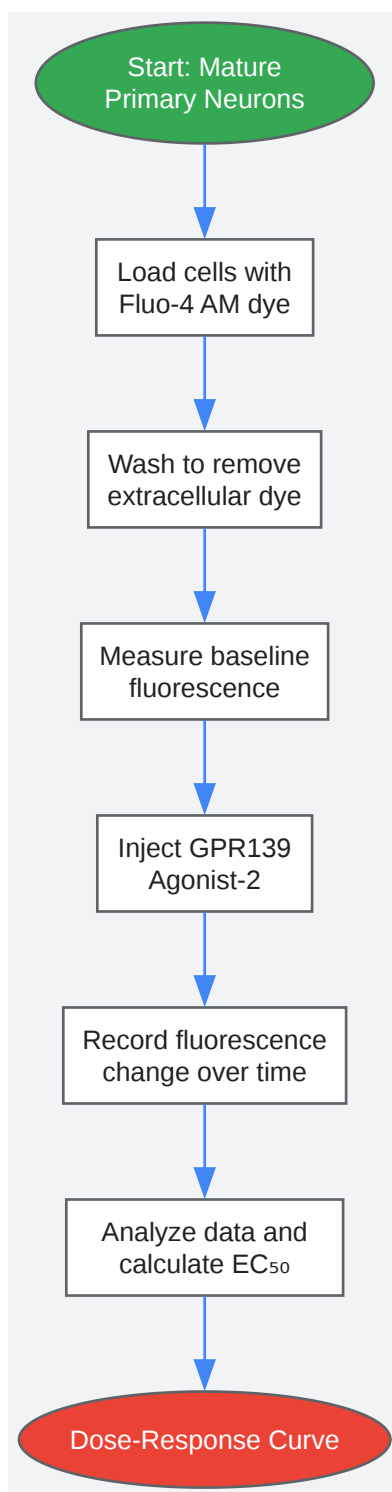 Start: Mature
Primary Neurons
Load cells with
Fluo-4 AM dye
Wash to remove
extracellular dye
Measure baseline
fluorescence
Inject GPR139
Agonist-2
Record fluorescence
change over time
Analyze data and
calculate EC₅₀
Dose-Response Curve